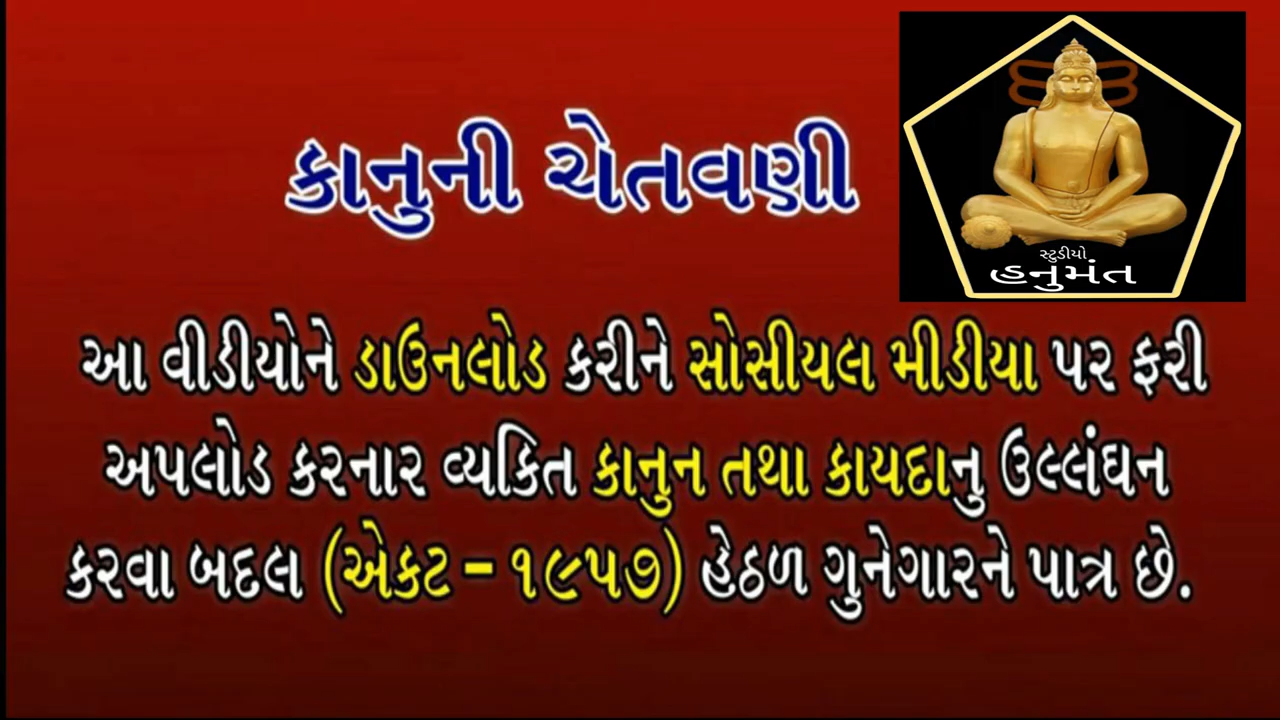 કાનુની ચેતવણી
સ્ટુડીયો
હનુમંત
આ વીડીયોને ડાઉનલોડ કરીને સોસીયલ મીડીયા પર ફરી
અપલોડ કરનાર વ્યકિત કાનુન તથા કાયદાનુ ઉલ્લંઘન
કરવા બદલ (એકટ – ૧૯૫૭) હેઠળ ગુનેગારને પાત્ર છે.